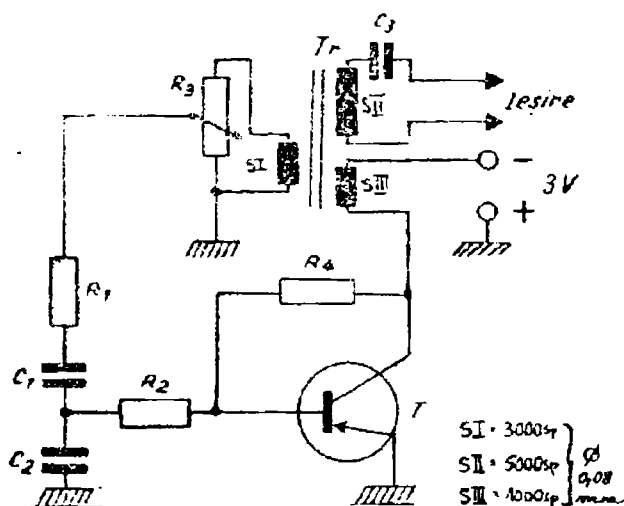 C3
Tr
R3
SII
Iesire
SI
SIII
-
3V
+
R1
R4
C1
R2
T
C2
SI = 3000sp
SII = 5000sp
SIII = 1000sp
Ø
0,08
mm